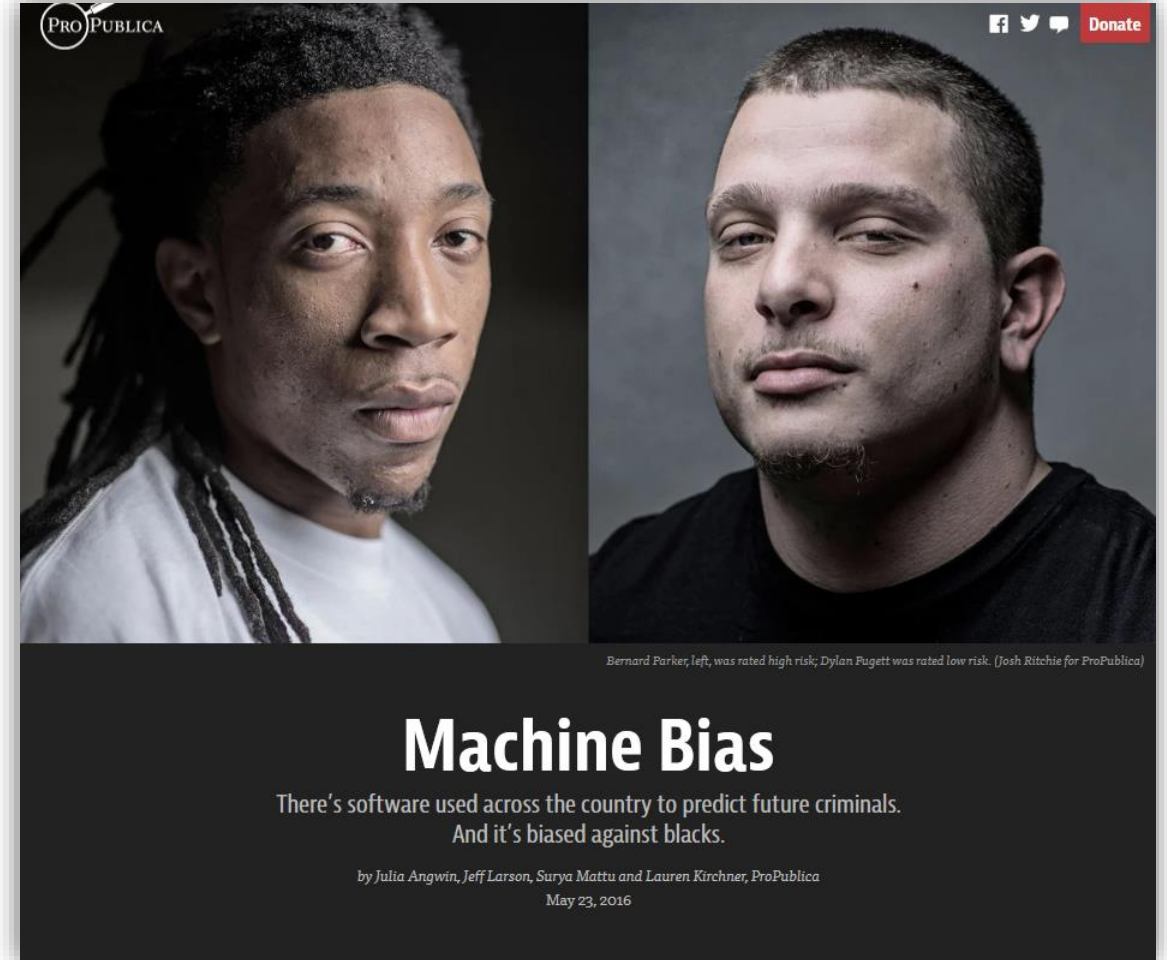 PROPUBLICA
Donate
Bernard Parker, left, was rated high risk; Dylan Fugett was rated low risk. (Josh Ritchie for ProPublica)
Machine Bias
There's software used across the country to predict future criminals.
And it's biased against blacks.
by Julia Angwin, Jeff Larson, Surya Mattu and Lauren Kirchner, ProPublica
May 23, 2016